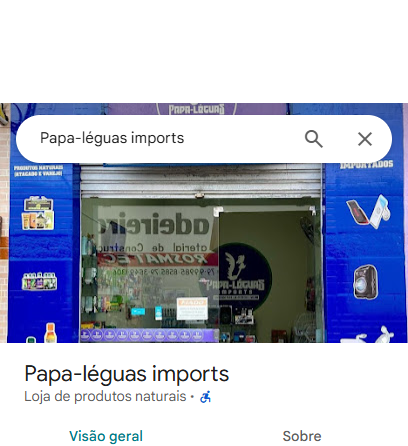 PAPA-LÉGUAS
Papa-léguas imports
PRODUTOS NATURAIS
(ATACADO E VAREJO)
IMPORTADOS
adeireir
aterial de Constru
PAPA-LÉGUAS
IMPORTS
Papa-léguas imports
Loja de produtos naturais •
Visão geral
Sobre